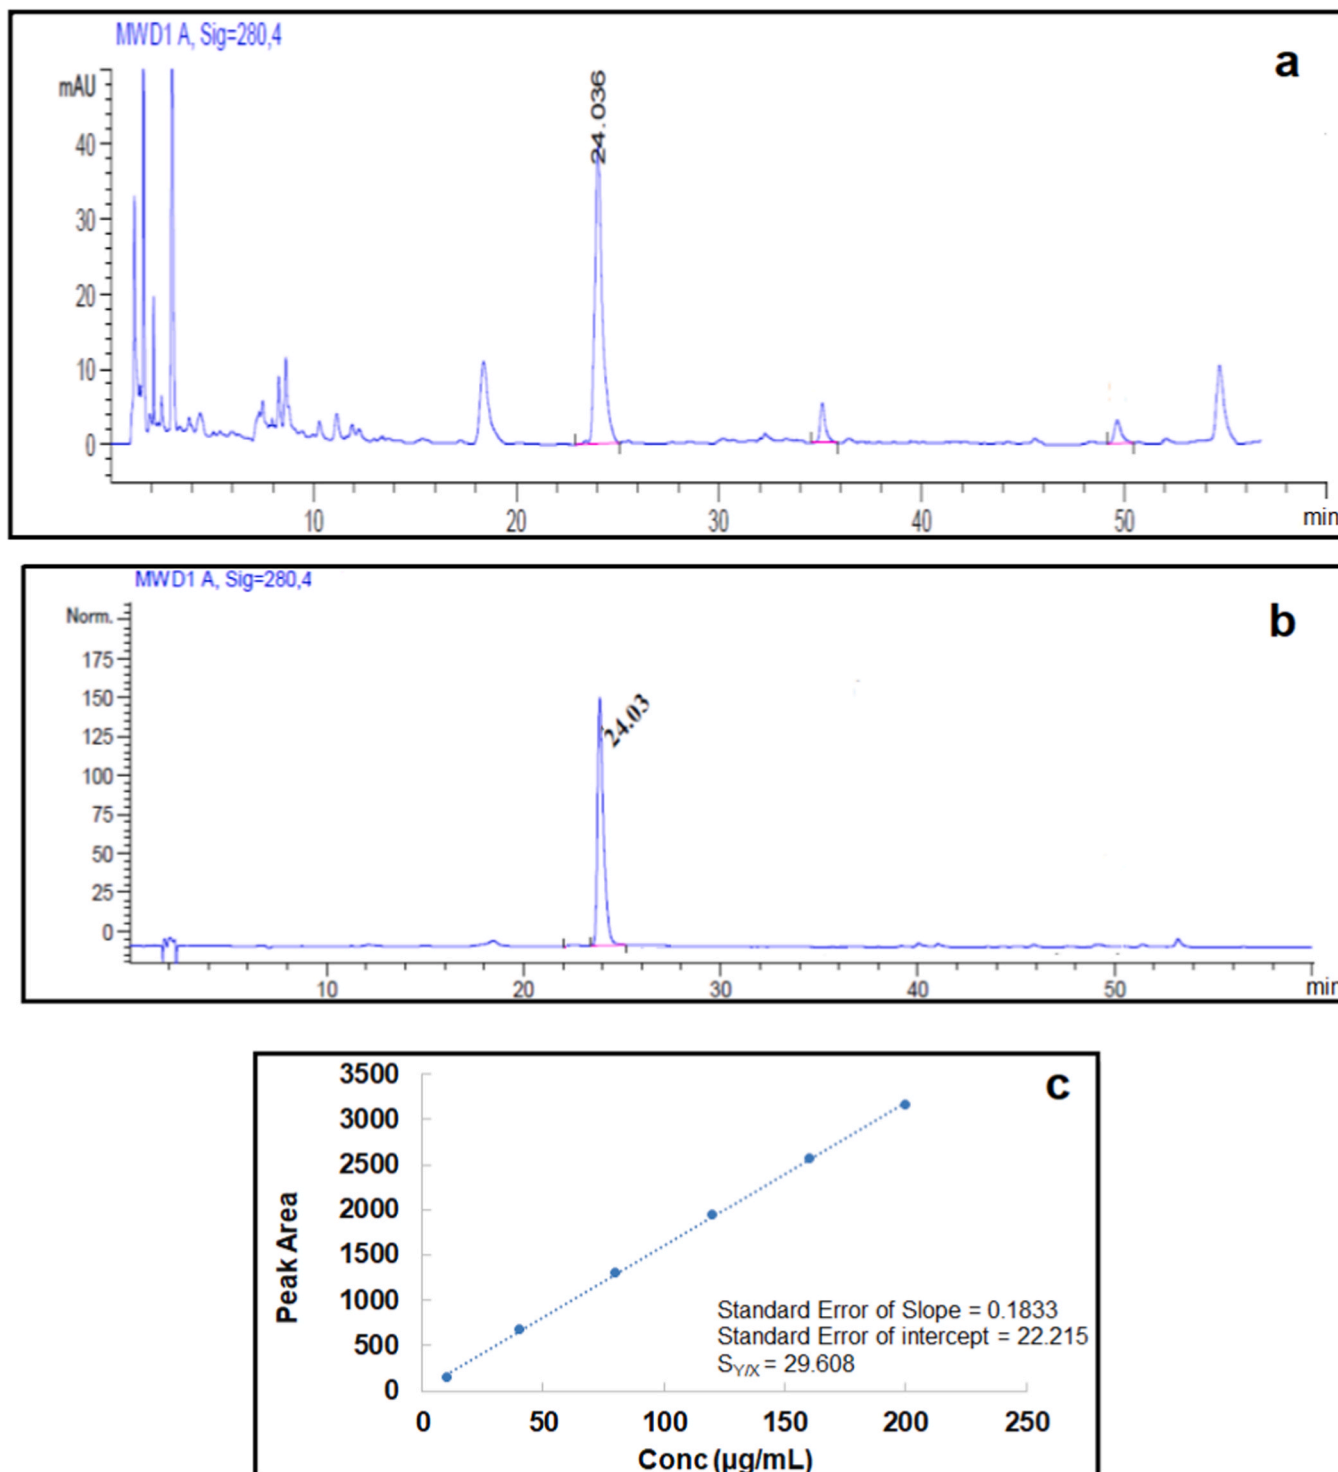 MWD1 A, Sig=280,4
a
mAU
24.036
40
30
20
10
0
10 20 30 40 50 min
MWD1 A, Sig=280,4
b
Norm.
24.03
175
150
125
100
75
50
25
0
10 20 30 40 50 min
c
3500
3000
2500
2000
1500
1000
500
0
Peak Area
Standard Error of Slope = 0.1833
Standard Error of intercept = 22.215
SY/X = 29.608
0 50 100 150 200 250
Conc (µg/mL)